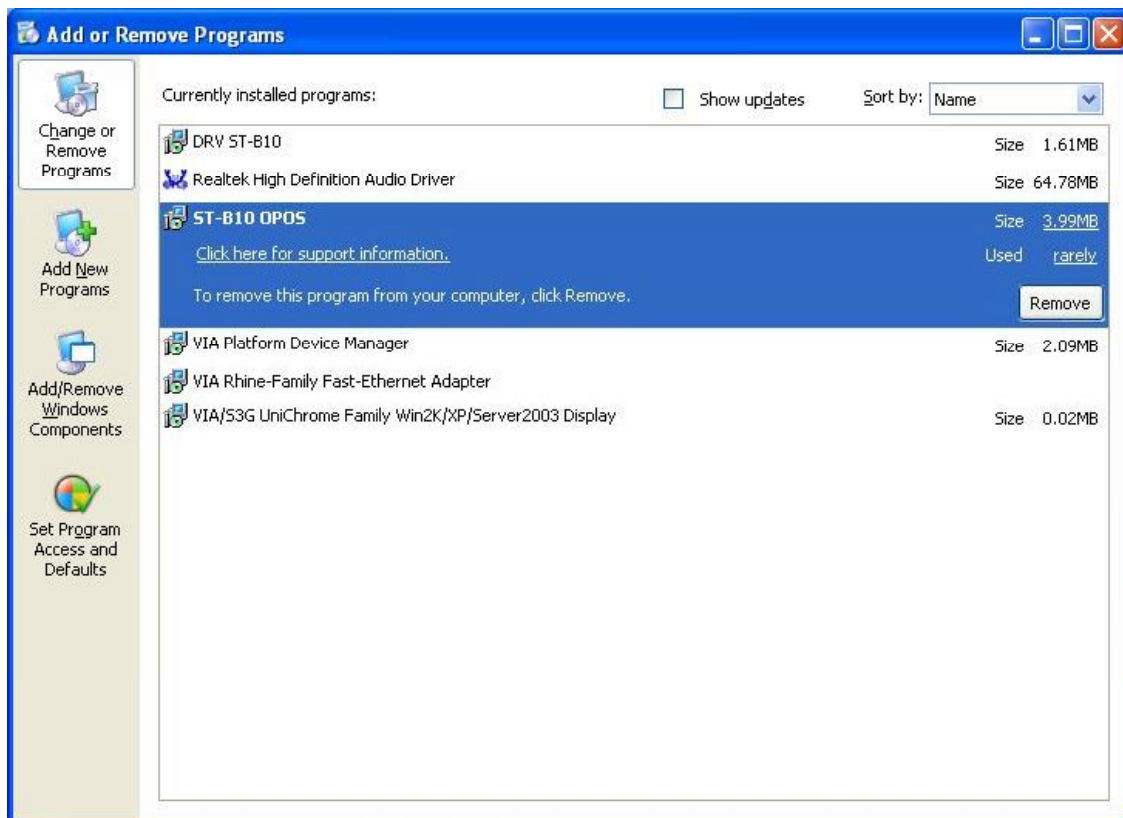 Add or Remove Programs
Change or
Remove
Programs
Add New
Programs
Add/Remove
Windows
Components
Set Program
Access and
Defaults
Currently installed programs:
Show updates
Sort by: Name
DRV ST-B10 Size 1.61MB
Realtek High Definition Audio Driver Size 64.78MB
ST-B10 OPOS Size 3.99MB
Click here for support information. Used rarely
To remove this program from your computer, click Remove. Remove
VIA Platform Device Manager Size 2.09MB
VIA Rhine-Family Fast-Ethernet Adapter
VIA/S3G UniChrome Family Win2K/XP/Server2003 Display Size 0.02MB